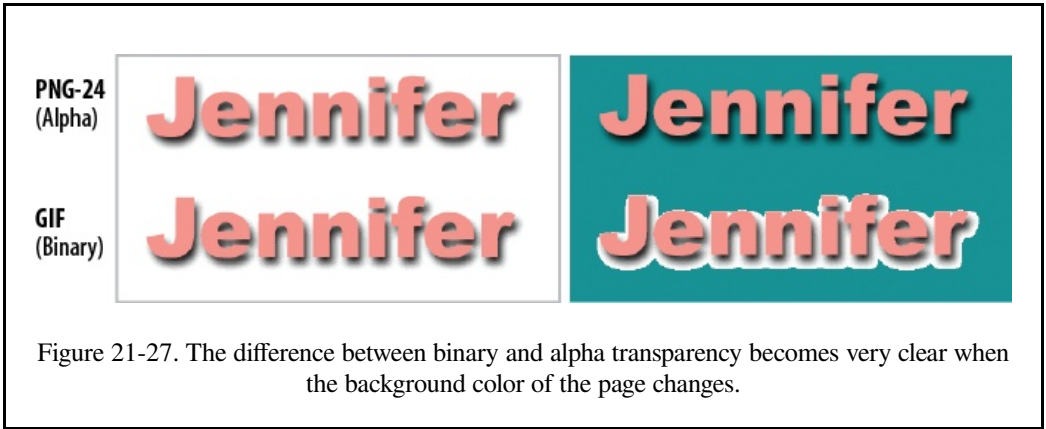 PNG-24
(Alpha)
Jennifer
Jennifer
GIF
(Binary)
Jennifer
Jennifer
Figure 21-27. The difference between binary and alpha transparency becomes very clear when
the background color of the page changes.